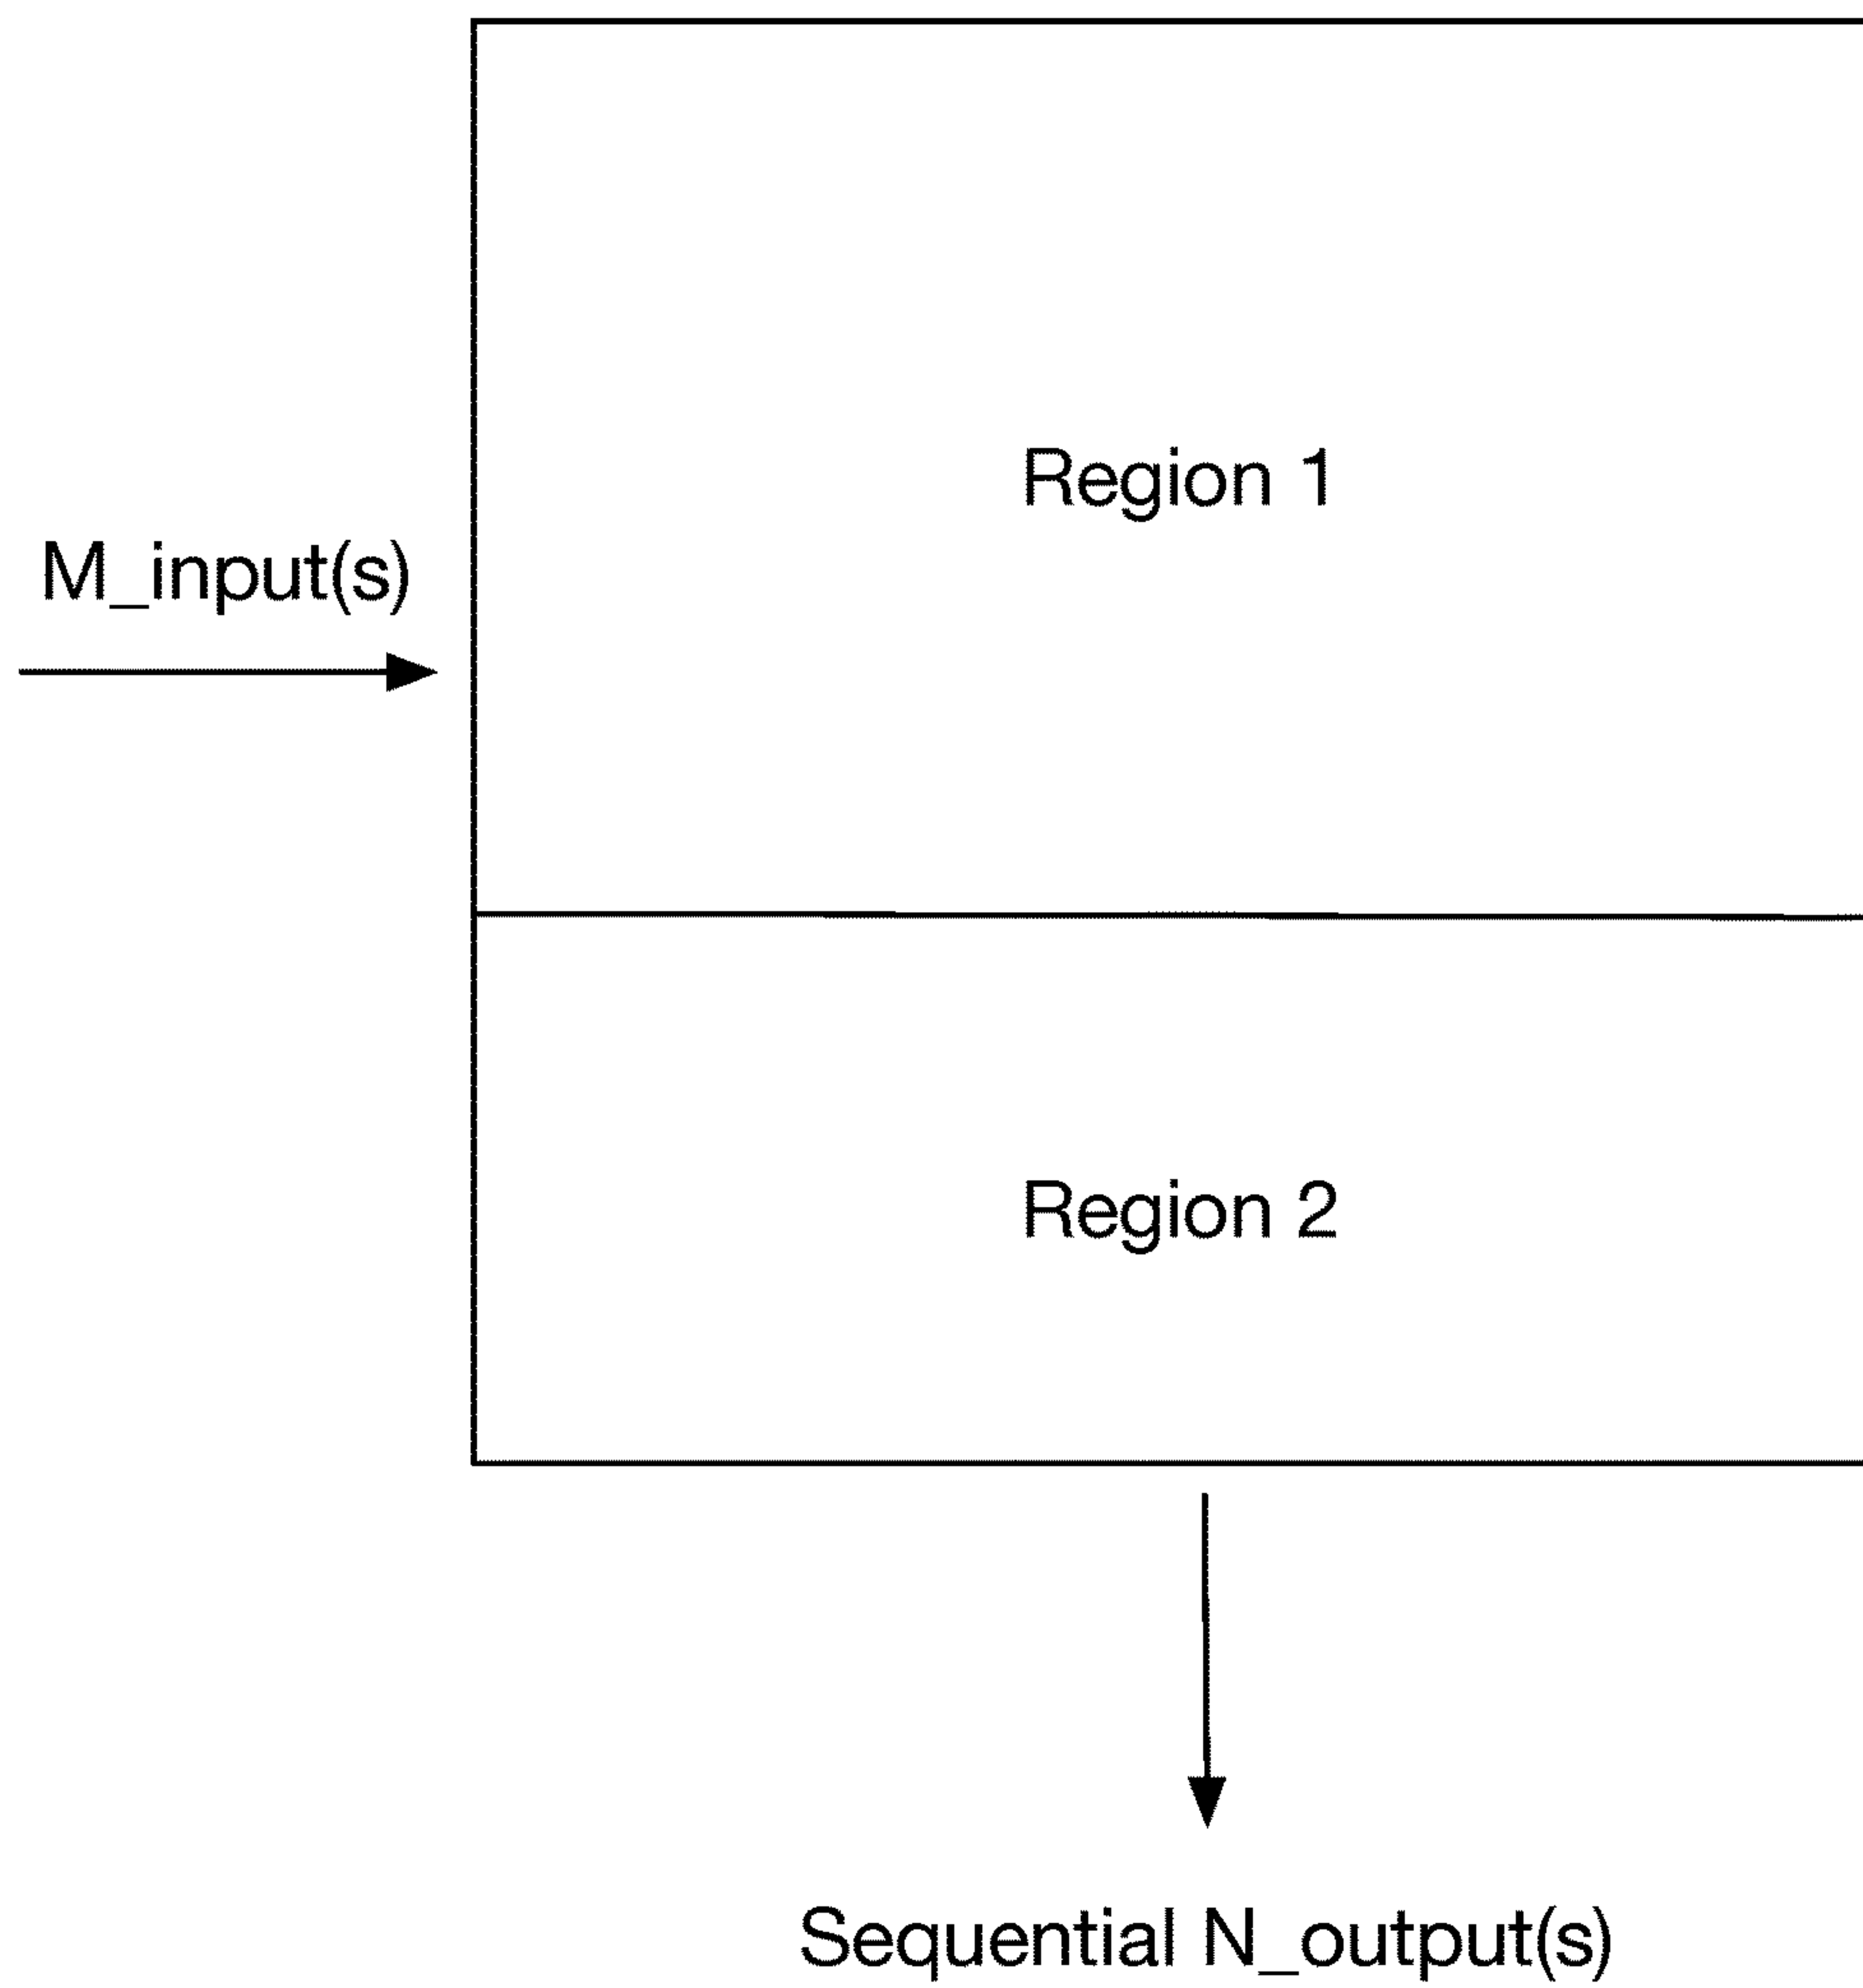 Region 1
M_input(s)
Region 2
Sequential N_output(s)